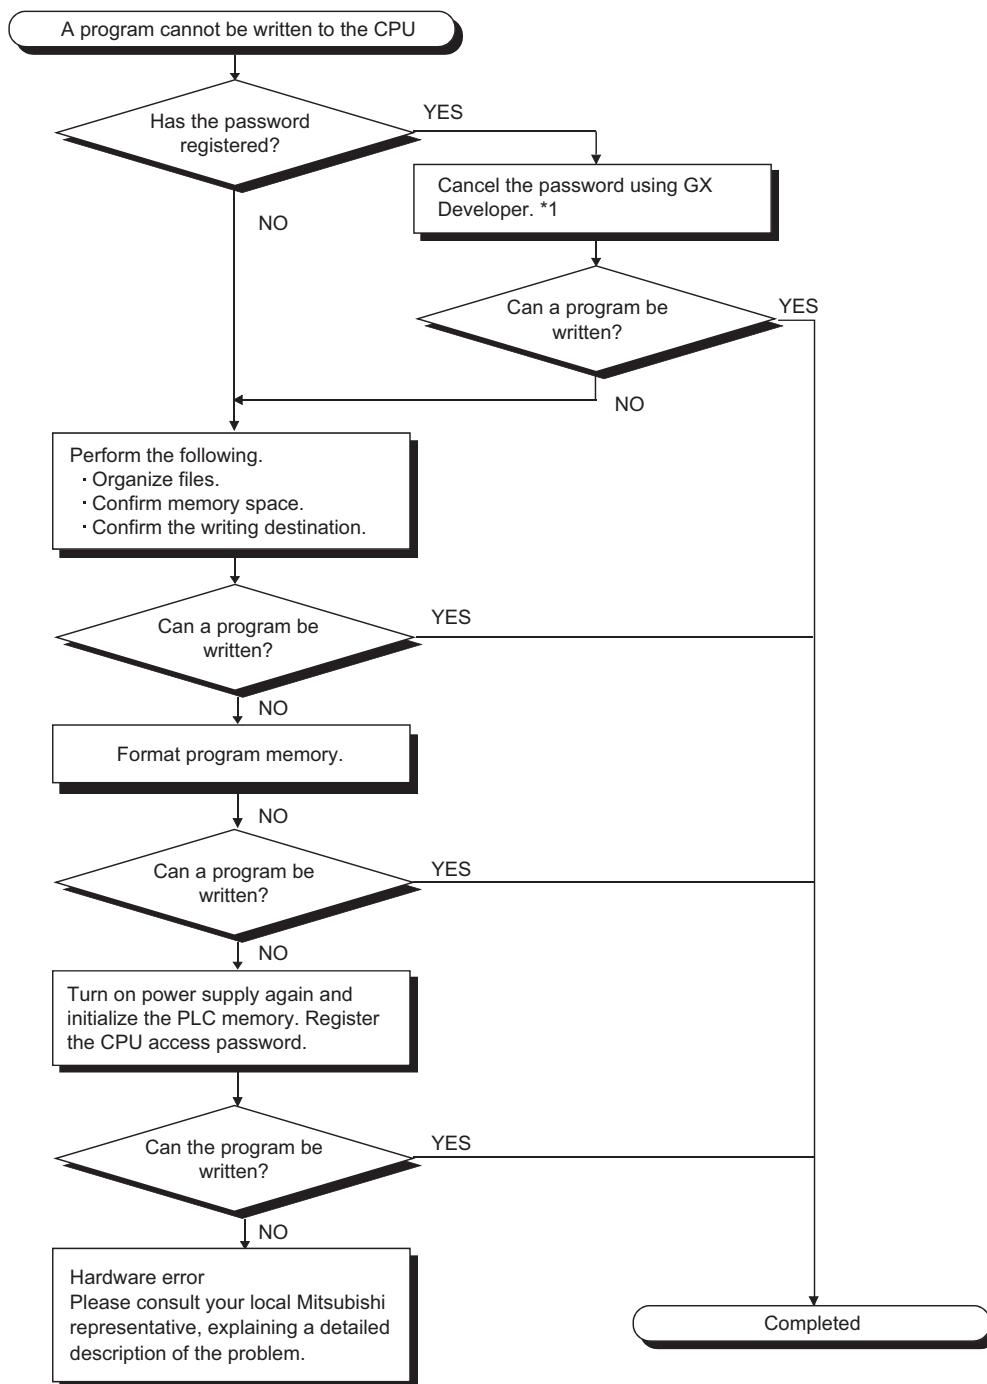 A program cannot be written to the CPU
Has the password
registered?
YES
NO
Cancel the password using GX
Developer. *1
Can a program be
written?
YES
NO
Perform the following.
· Organize files.
· Confirm memory space.
· Confirm the writing destination.
Can a program be
written?
YES
NO
Format program memory.
NO
Can a program be
written?
YES
NO
Turn on power supply again and
initialize the PLC memory. Register
the CPU access password.
Can the program be
written?
YES
NO
Hardware error
Please consult your local Mitsubishi
representative, explaining a detailed
description of the problem.
Completed